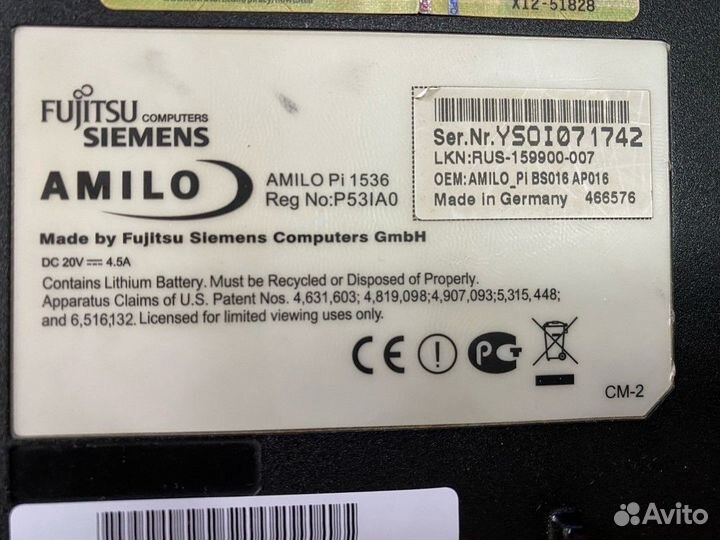 X12-51828
FUJITSU COMPUTERS
SIEMENS
AMILO
AMILO Pi 1536
Reg No:P53IA0
Ser.Nr.YSOI071742
LKN:RUS-159900-007
OEM:AMILO_Pi BS016 AP016
Made in Germany 466576
Made by Fujitsu Siemens Computers GmbH
DC 20V 4.5A
Contains Lithium Battery. Must be Recycled or Disposed of Properly.
Apparatus Claims of U.S. Patent Nos. 4,631,603; 4,819,098;4,907,093;5,315,448;
and 6,516,132. Licensed for limited viewing uses only.
CE
РСТ
CM-2
Avito